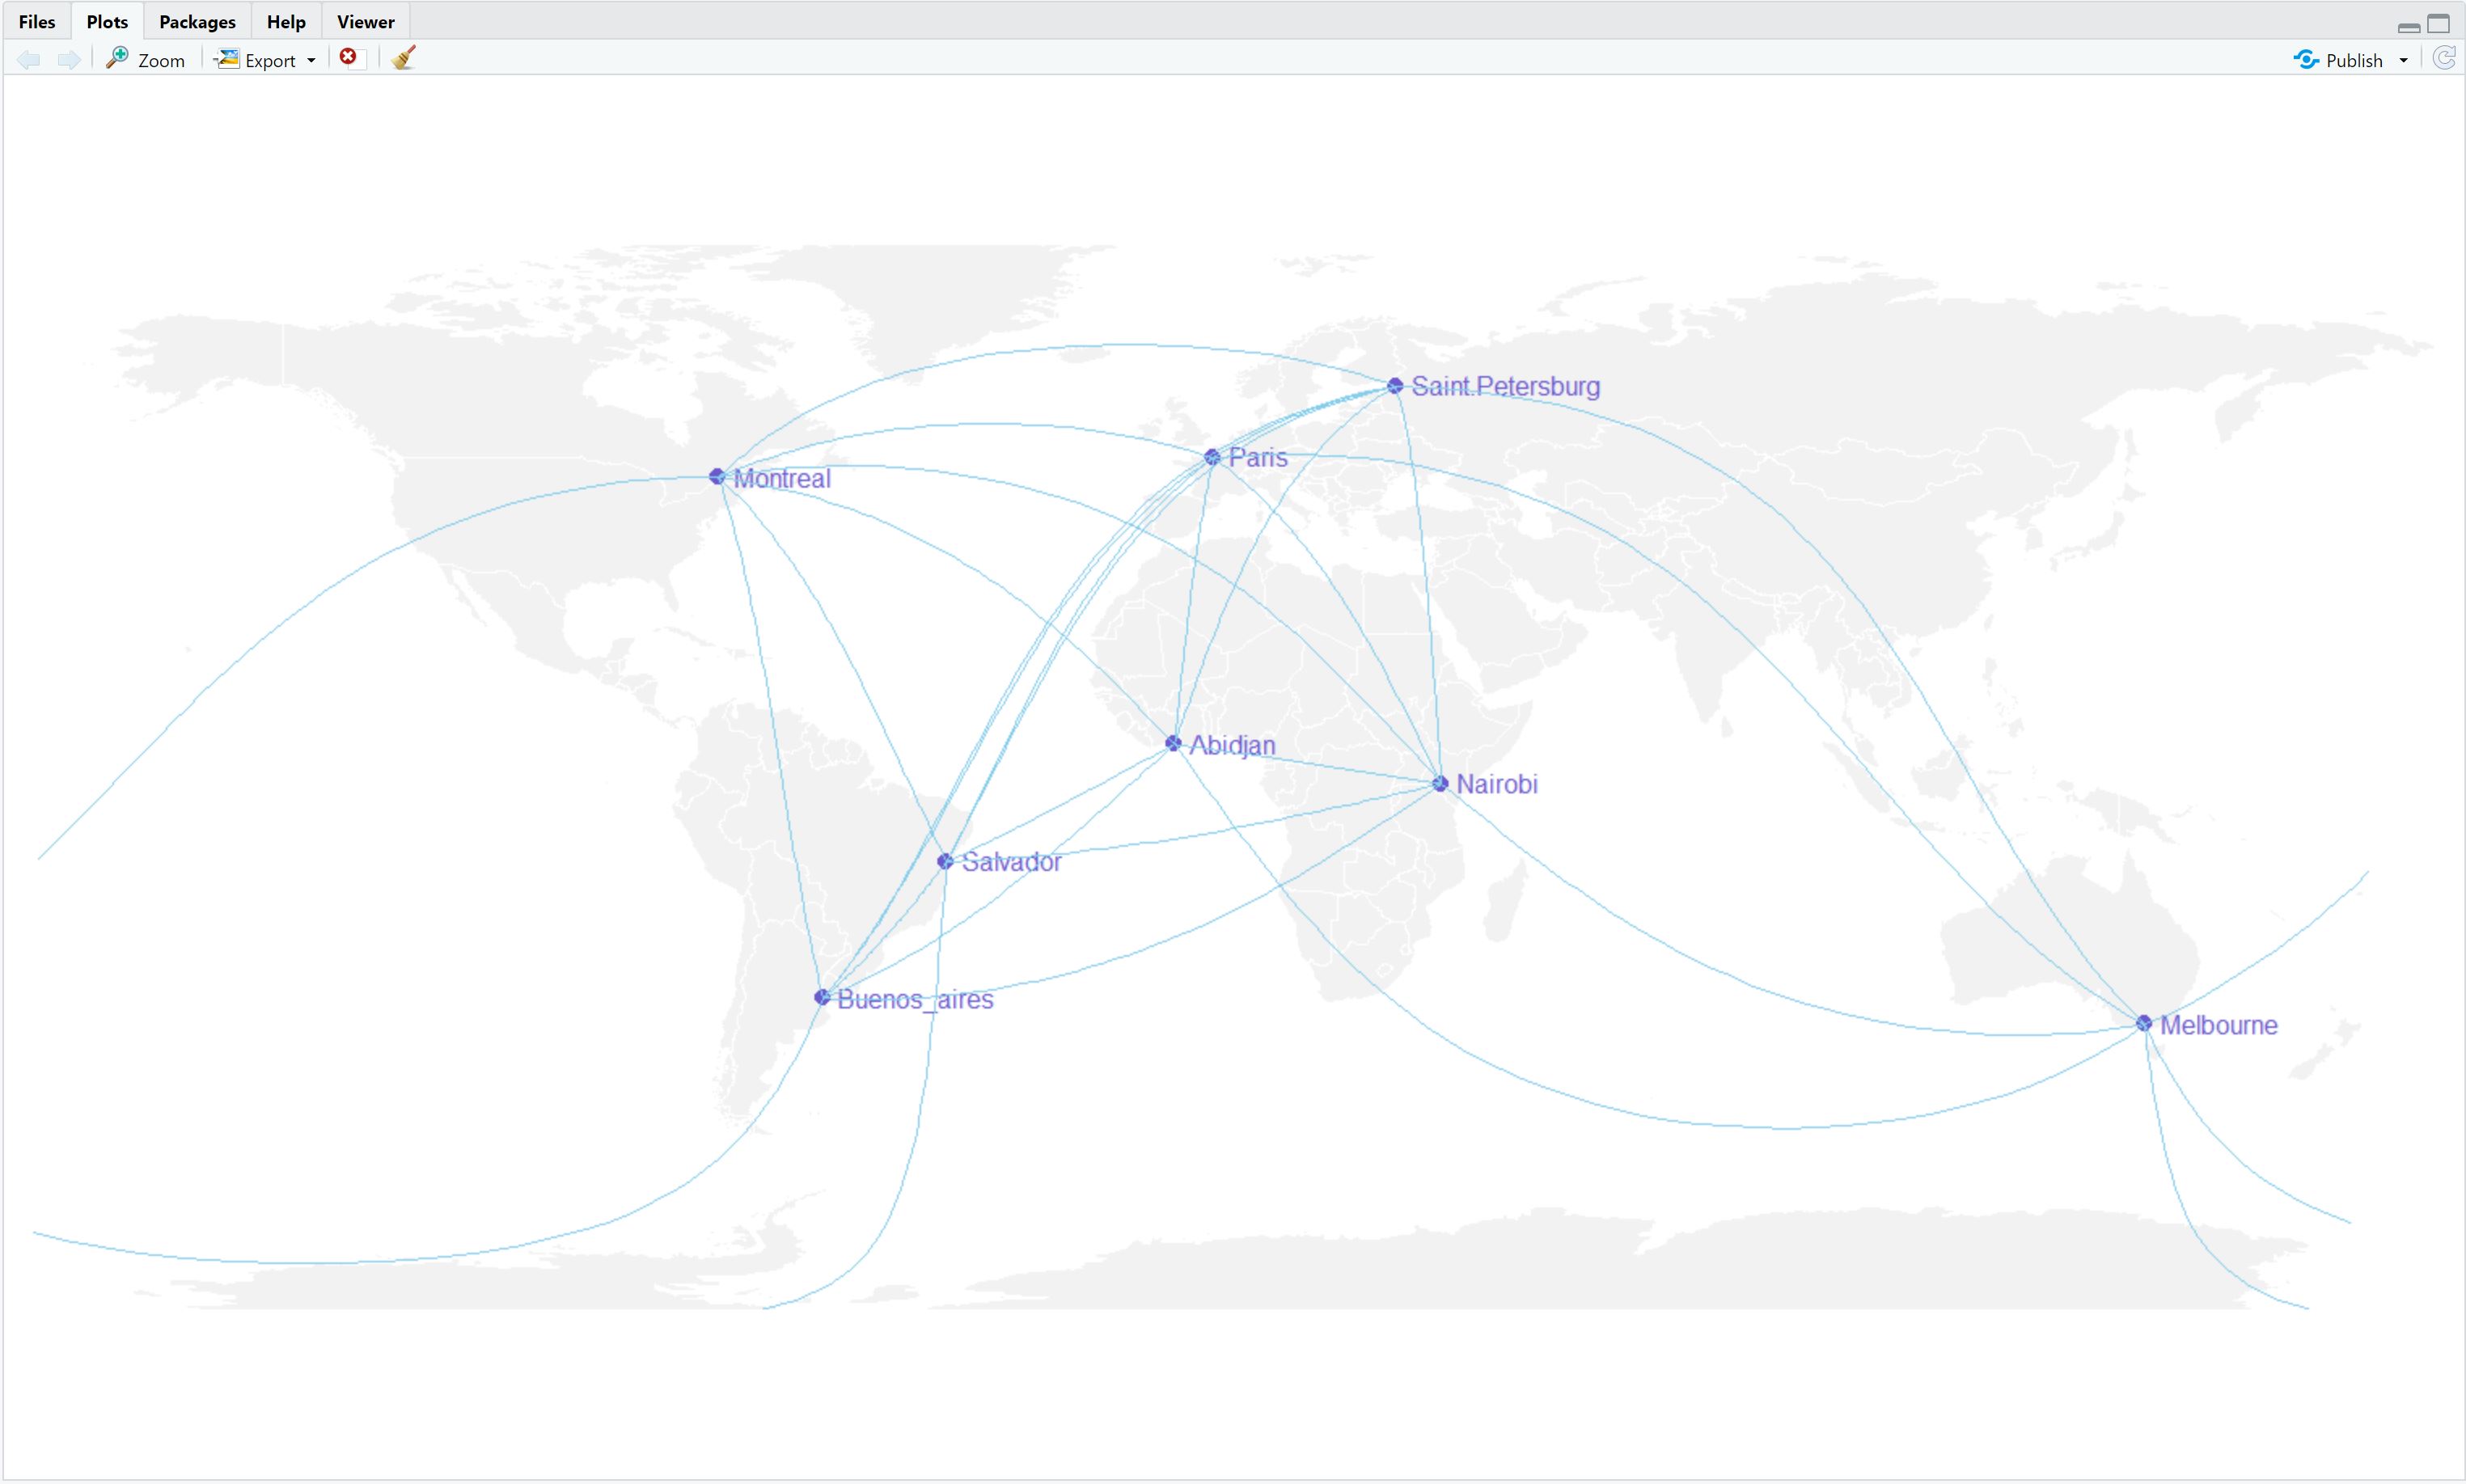 Files Plots Packages Help Viewer
Zoom Export Publish
Saint.Petersburg
Paris
Montreal
Abidjan
Nairobi
Salvador
Buenos_aires
Melbourne